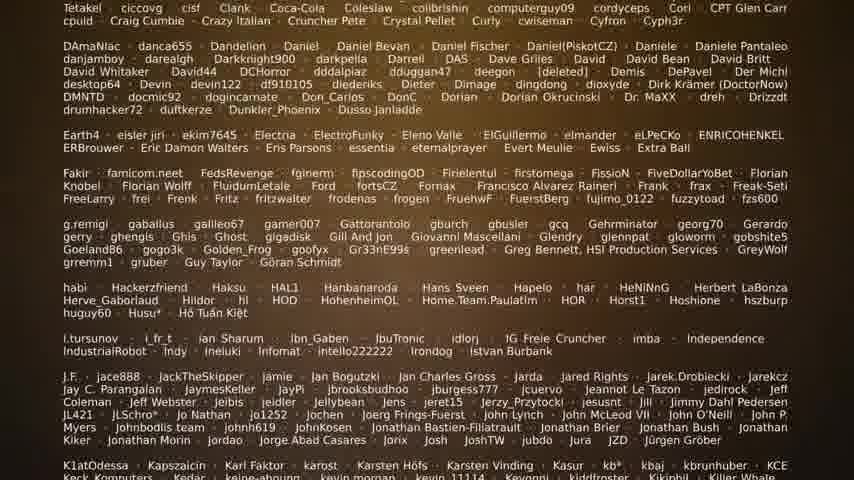 Tetakel · ciccovg · cisf · Clank · Coca-Cola · Coleslaw · colibrishin · computerguy09 · cordyceps · Cori · CPT Glen Carr
cpuid · Craig Cumbie · Crazy Italian · Cruncher Pete · Crystal Pellet · Curly · cwiseman · Cyfron · Cyph3r
DAmaNIac · danca655 · Dandelion · Daniel · Daniel Bevan · Daniel Fischer · Daniel(PiskotCZ) · Daniele · Daniele Pantaleo
danjamboy · darealgh · Darkknight900 · darkpella · Darrell · DAS · Dave Griles · David · David Bean · David Britt
David Whitaker · David44 · DCHorror · dddalpiaz · dduggan47 · deegon · [deleted] · Demis · DePavel · Der Michl
desktop64 · Devin · devin122 · df910105 · diederiks · Dieter · Dimage · dingdong · dioxyde · Dirk Krämer (DoctorNow)
DMNTD · docmic92 · dogincarnate · Don_Carlos · DonC · Dorian · Dorian Okrucinski · Dr. MaXX · dreh · Drizzdt
drumhacker72 · duftkerze · Dunkler_Phoenix · Dusso Janladde
Earth4 · eisler jiri · ekim7645 · Electria · ElectroFunky · Eleno Valle · ElGuillermo · elmander · eLPeCKo · ENRICOHENKEL
ERBrouwer · Eric Damon Walters · Eris Parsons · essentia · eternalprayer · Evert Meulie · Ewiss · Extra Ball
Fakir · famicom.neet · FedsRevenge · fginerm · fipscodingOD · Firielentul · firstomega · FissioN · FiveDollarYoBet · Florian
Knobel · Florian Wolff · FluidumLetale · Ford · fortsCZ · Fornax · Francisco Alvarez Raineri · Frank · frax · Freak-Seti
FreeLarry · frei · Frenk · Fritz · fritzwalter · frodenas · frogen · FruehwF · FuerstBerg · fujimo_0122 · fuzzytoad · fzs600
g.remigi · gaballus · galileo67 · gamer007 · Gattorantolo · gburch · gbusler · gcq · Gehrminator · georg70 · Gerardo
gerry · ghengis · Ghis · Ghost · gigadisk · Gill And Jon · Giovanni Mascellani · Glendry · glennpat · gloworm · gobshite5
Goeland86 · gogo3k · Golden_Frog · goofyx · Gr33nE99s · greenlead · Greg Bennett, HSI Production Services · GreyWolf
grremm1 · gruber · Guy Taylor · Göran Schmidt
habi · Hackerzfriend · Haksu · HAL1 · Hanbanaroda · Hans Sveen · Hapelo · har · HeNiNnG · Herbert LaBonza
Herve_Gaboriaud · Hildor · hl · HOD · HohenheimOL · Home.Team.Paulatim · HOR · Horst1 · Hoshione · hszburp
huguy60 · Husu* · Hồ Tuấn Kiệt
i.tursunov · i_fr_t · ian Sharum · Ibn_Gaben · IbuTronic · idlorj · IG Freie Cruncher · imba · Independence
IndustrialRobot · Indy · ineluki · Infomat · intello222222 · Irondog · istvan Burbank
J.F. · jace888 · JackTheSkipper · jamie · Jan Bogutzki · Jan Charles Gross · Jarda · Jared Rights · Jarek.Drobiecki · jarekcz
Jay C. Parangalan · JaymesKeller · JayPi · jbrooksbudhoo · jburgess777 · jcuervo · Jeannot Le Tazon · jedirock · Jeff
Coleman · Jeff Webster · Jeibis · jeidler · Jellybean · Jens · jeret15 · Jerzy_Przytocki · jesusnt · Jill · Jimmy Dahl Pedersen
JL421 · JLSchro* · Jo Nathan · jo1252 · Jochen · Joerg Frings-Fuerst · John Lynch · John McLeod VII · John O'Neill · John P.
Myers · Johnbodlis team · johnh619 · JohnKosen · Jonathan Bastien-Filiatrault · Jonathan Brier · Jonathan Bush · Jonathan
Kiker · Jonathan Morin · jordao · Jorge Abad Casares · Jorix · Josh · JoshTW · jubdo · Jura · JZD · Jürgen Gröber
K1atOdessa · Kapszaicin · Karl Faktor · karost · Karsten Höfs · Karsten Vinding · Kasur · kb* · kbaj · kbrunhuber · KCE
Keck_Komputers · Kedar · keine-ahnung · kevin morgan · kevin_11114 · kiddfroster · Kikiphil · Killer_Whale